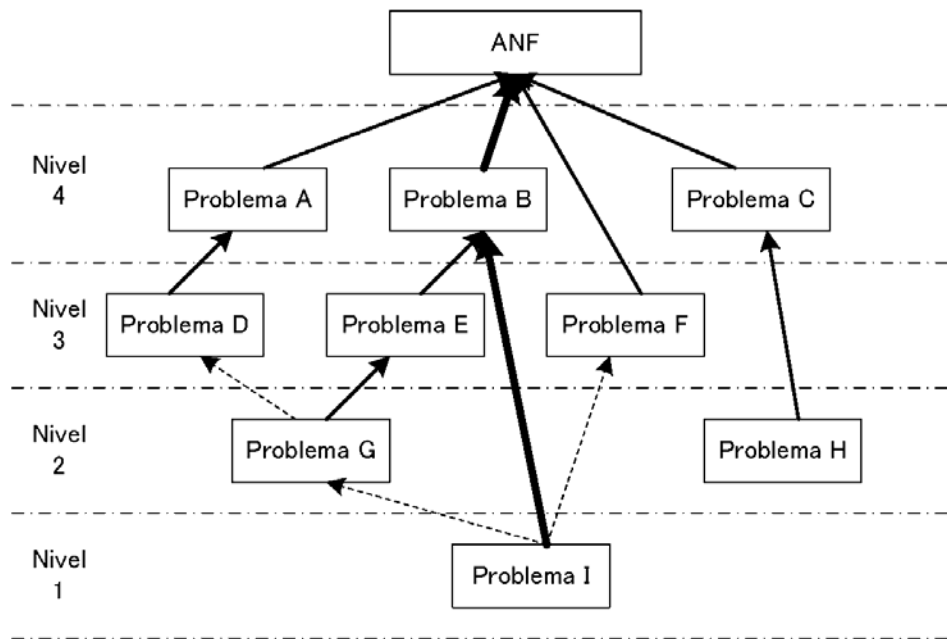 ANF
Nivel
4
Problema A
Problema B
Problema C
Nivel
3
Problema D
Problema E
Problema F
Nivel
2
Problema G
Problema H
Nivel
1
Problema I